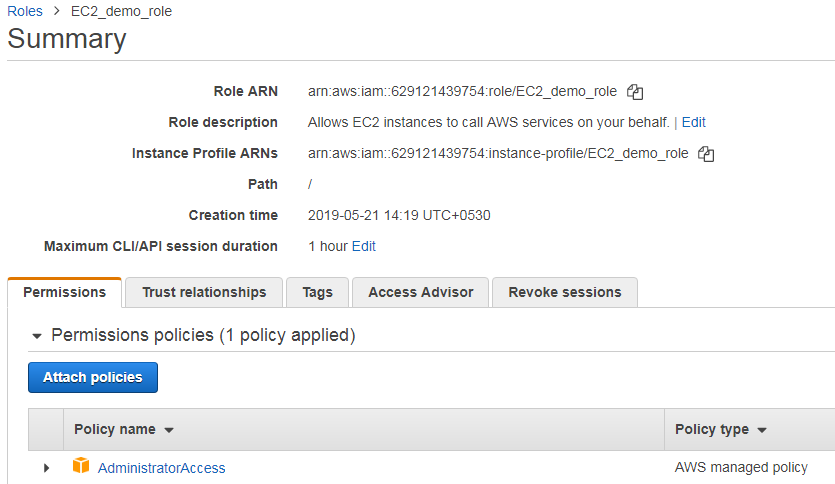 Roles > EC2_demo_role
Summary
Role ARN arn:aws:iam::629121439754:role/EC2_demo_role
Role description Allows EC2 instances to call AWS services on your behalf. | Edit
Instance Profile ARNs arn:aws:iam::629121439754:instance-profile/EC2_demo_role
Path /
Creation time 2019-05-21 14:19 UTC+0530
Maximum CLI/API session duration 1 hour Edit
Permissions Trust relationships Tags Access Advisor Revoke sessions
Permissions policies (1 policy applied)
Attach policies
Policy name Policy type
AdministratorAccess AWS managed policy